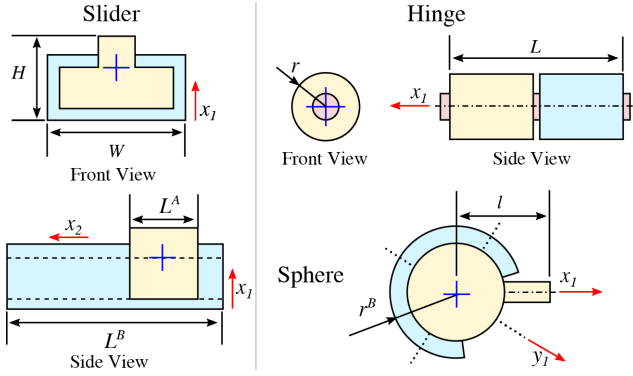 Slider
H
x₁
W
Front View
L^A
x₂
x₁
L^B
Side View
Hinge
r
L
x₁
Front View
Side View
Sphere
l
x₁
r^B
y₁